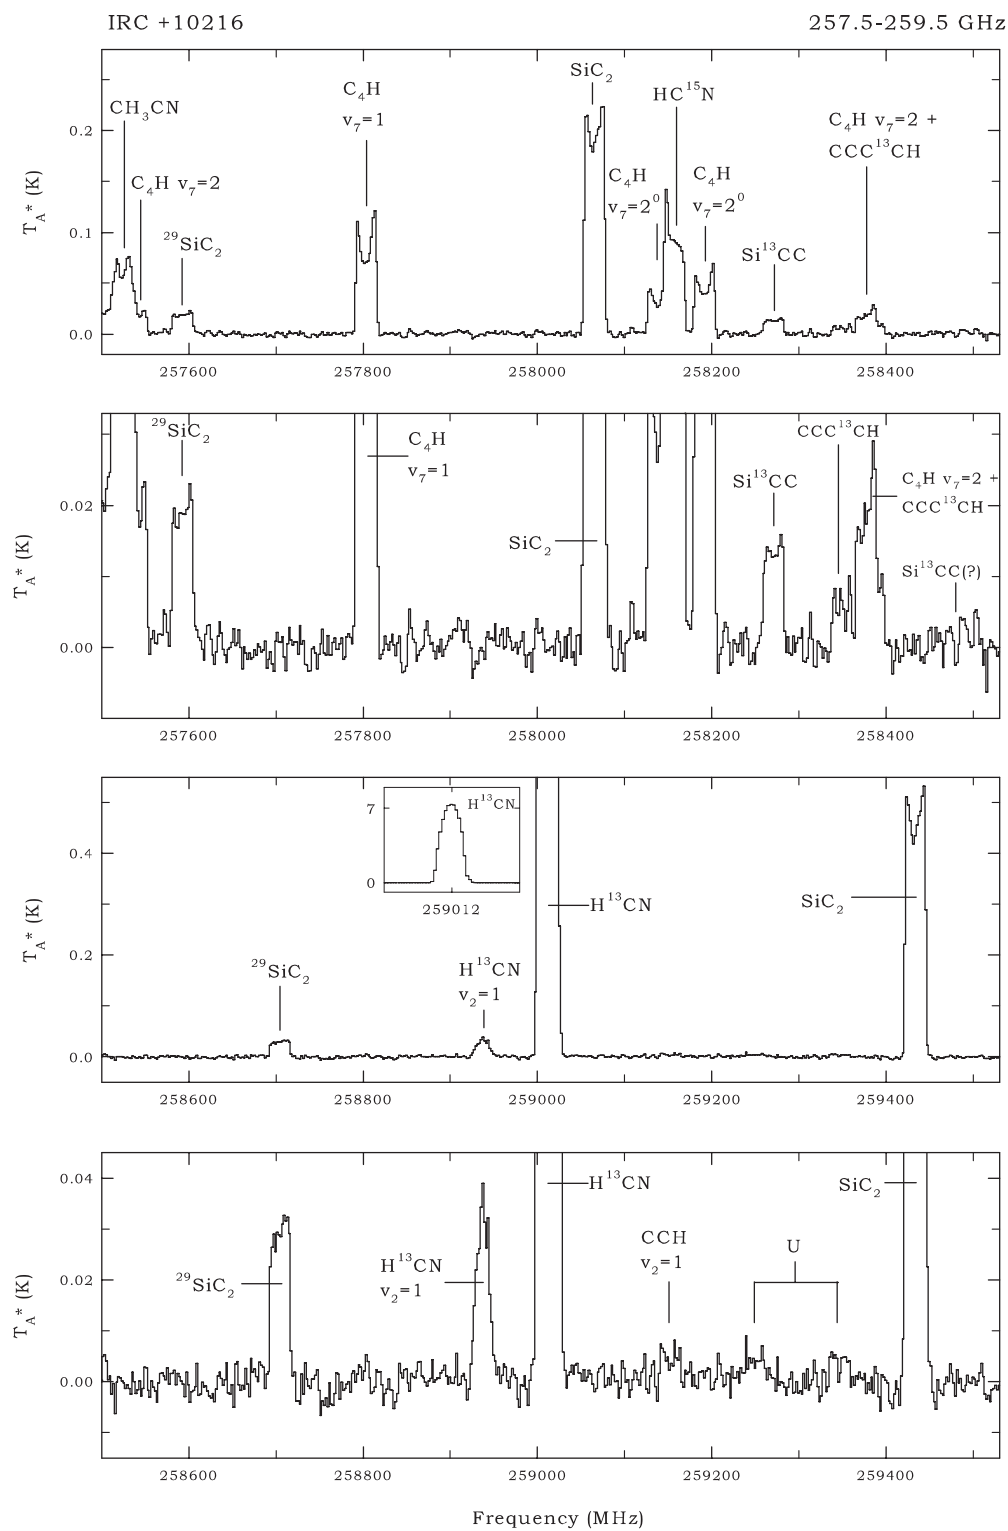 IRC +10216 257.5-259.5 GHz
SiC₂
C₄H
v₇=1
HC¹⁵N
CH₃CN
C₄H v₇=2 +
CCC¹³CH
0.2
C₄H v₇=2
C₄H
v₇=2⁰
C₄H
v₇=2⁰
T_A* (K)
²⁹SiC₂
Si¹³CC
0.1
0.0
257600 257800 258000 258200 258400
²⁹SiC₂
C₄H
v₇=1
CCC¹³CH
Si¹³CC
C₄H v₇=2 +
CCC¹³CH
0.02
SiC₂
T_A* (K)
Si¹³CC(?)
0.00
257600 257800 258000 258200 258400
7
H¹³CN
0
259012
0.4
H¹³CN
SiC₂
T_A* (K)
0.2
²⁹SiC₂
H¹³CN
v₂=1
0.0
258600 258800 259000 259200 259400
0.04
H¹³CN
SiC₂
CCH
v₂=1
U
H¹³CN
v₂=1
²⁹SiC₂
0.02
T_A* (K)
0.00
258600 258800 259000 259200 259400
Frequency (MHz)